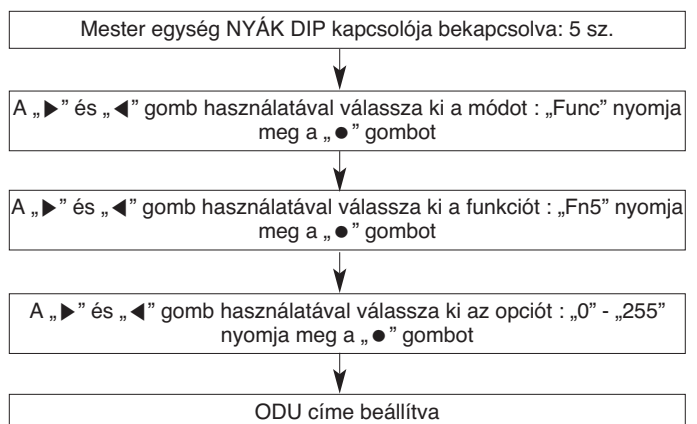 Mester egység NYÁK DIP kapcsolója bekapcsolva: 5 sz.
A „▶” és „◀” gomb használatával válassza ki a módot : „Func” nyomja
meg a „●” gombot
A „▶” és „◀” gomb használatával válassza ki a funkciót : „Fn5” nyomja
meg a „●” gombot
A „▶” és „◀” gomb használatával válassza ki az opciót : „0” - „255”
nyomja meg a „●” gombot
ODU címe beállítva